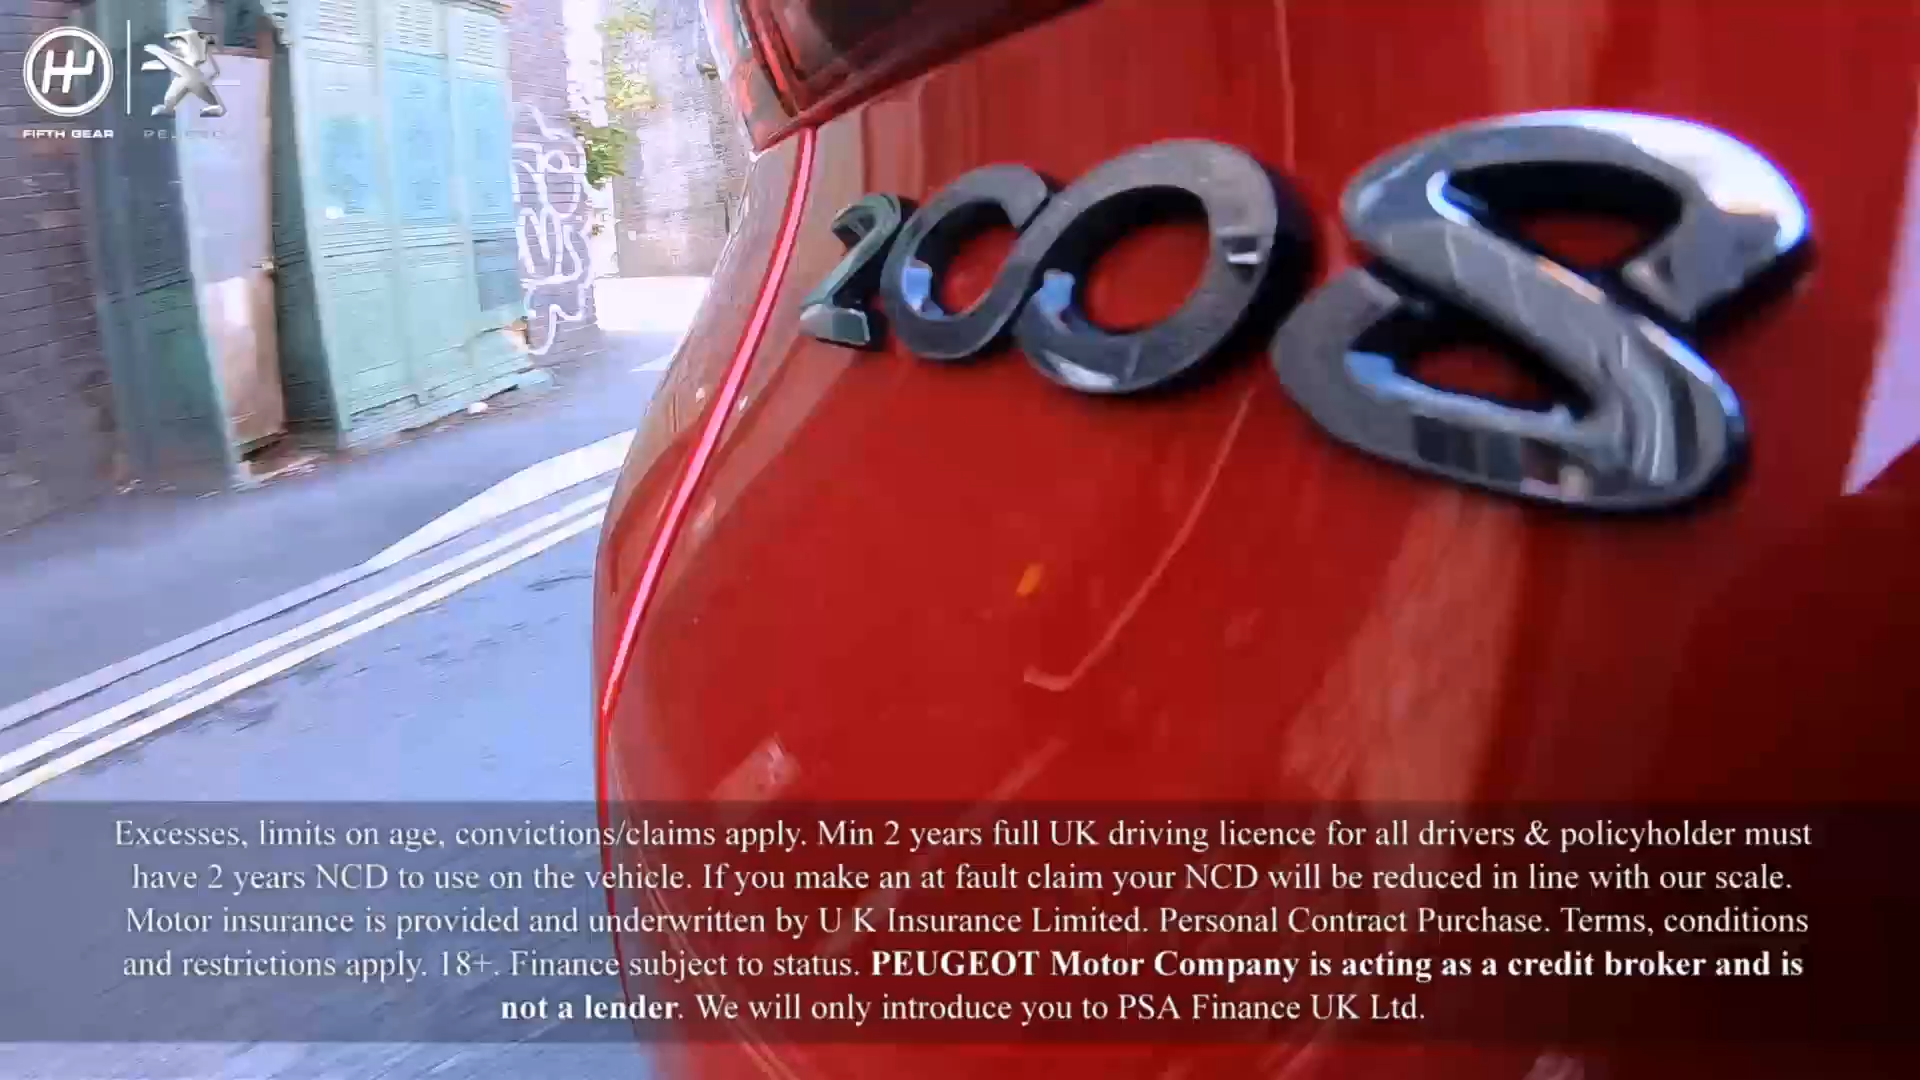 FIFTH GEAR
2008
Excesses, limits on age, convictions/claims apply. Min 2 years full UK driving licence for all drivers & policyholder must
have 2 years NCD to use on the vehicle. If you make an at fault claim your NCD will be reduced in line with our scale.
Motor insurance is provided and underwritten by U K Insurance Limited. Personal Contract Purchase. Terms, conditions
and restrictions apply. 18+. Finance subject to status. PEUGEOT Motor Company is acting as a credit broker and is
not a lender. We will only introduce you to PSA Finance UK Ltd.